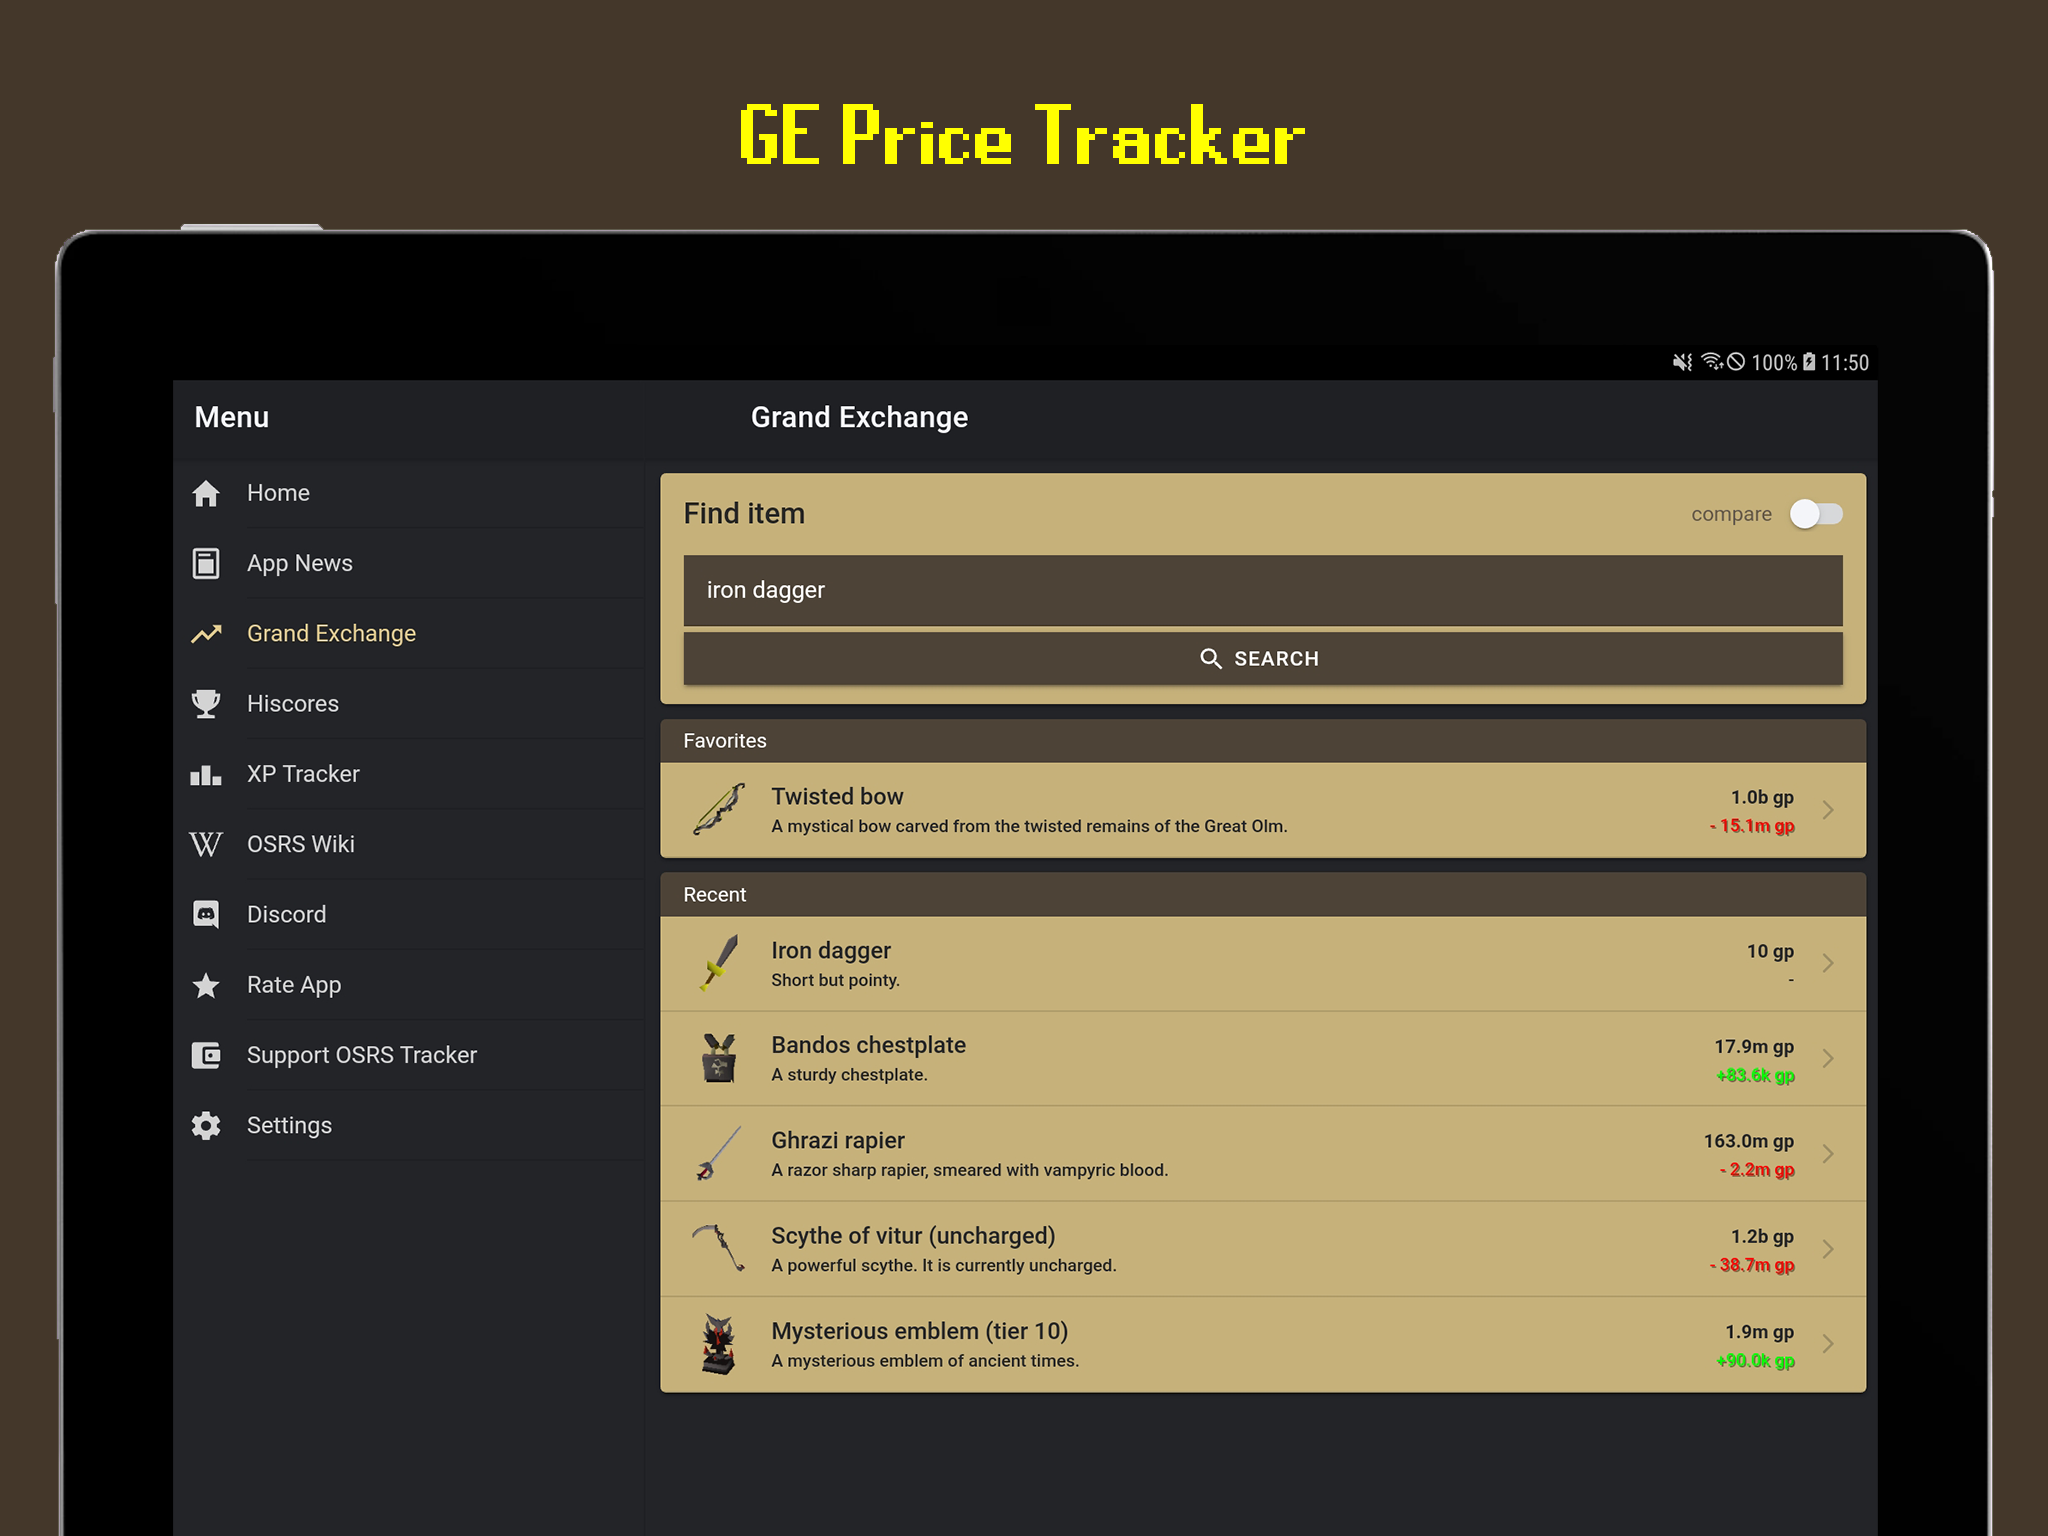 GE Price Tracker
100% 11:50
Menu
Grand Exchange
Home
App News
Grand Exchange
Hiscores
XP Tracker
OSRS Wiki
Discord
Rate App
Support OSRS Tracker
Settings
Find item
compare
iron dagger
SEARCH
Favorites
Twisted bow
1.0b gp
A mystical bow carved from the twisted remains of the Great Olm.
- 15.1m gp
Recent
Iron dagger
10 gp
Short but pointy.
-
Bandos chestplate
17.9m gp
A sturdy chestplate.
+83.6k gp
Ghrazi rapier
163.0m gp
A razor sharp rapier, smeared with vampyric blood.
- 2.2m gp
Scythe of vitur (uncharged)
1.2b gp
A powerful scythe. It is currently uncharged.
- 38.7m gp
Mysterious emblem (tier 10)
1.9m gp
A mysterious emblem of ancient times.
+90.0k gp